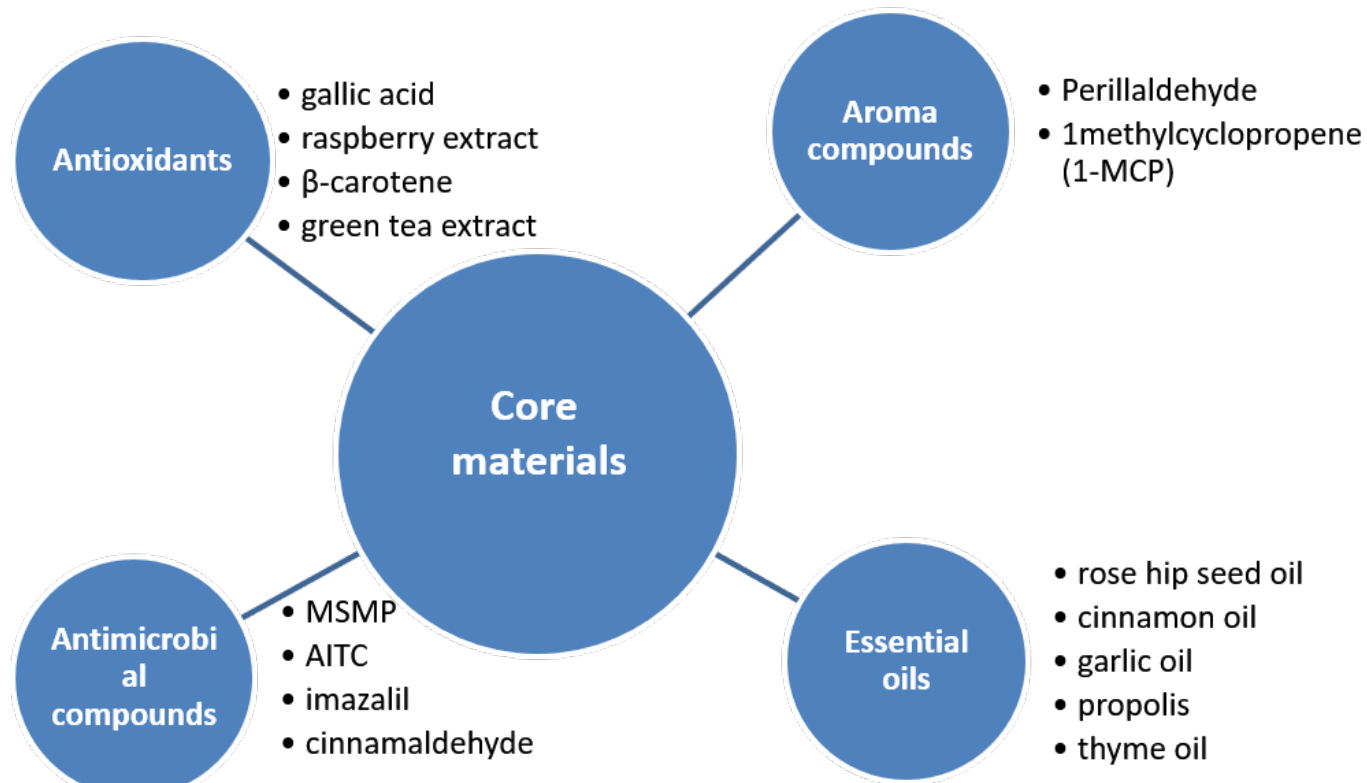 Antioxidants
• gallic acid
• raspberry extract
• β-carotene
• green tea extract
Aroma
compounds
• Perillaldehyde
• 1methylcyclopropene
(1-MCP)
Core
materials
Antimicrobi
al
compounds
• MSMP
• AITC
• imazalil
• cinnamaldehyde
Essential
oils
• rose hip seed oil
• cinnamon oil
• garlic oil
• propolis
• thyme oil